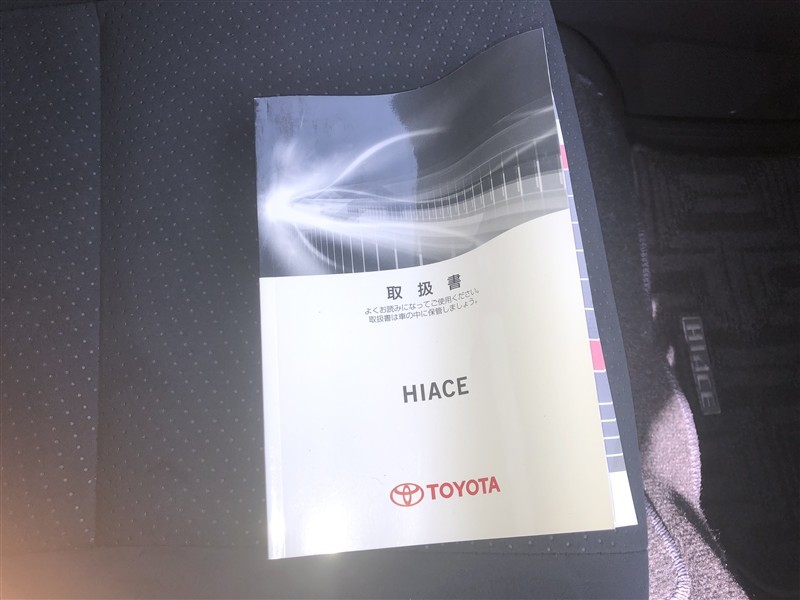 取扱書
よくお読みになってご使用ください。
取扱書は車の中に保管しましょう。
HIACE
TOYOTA
HIACE